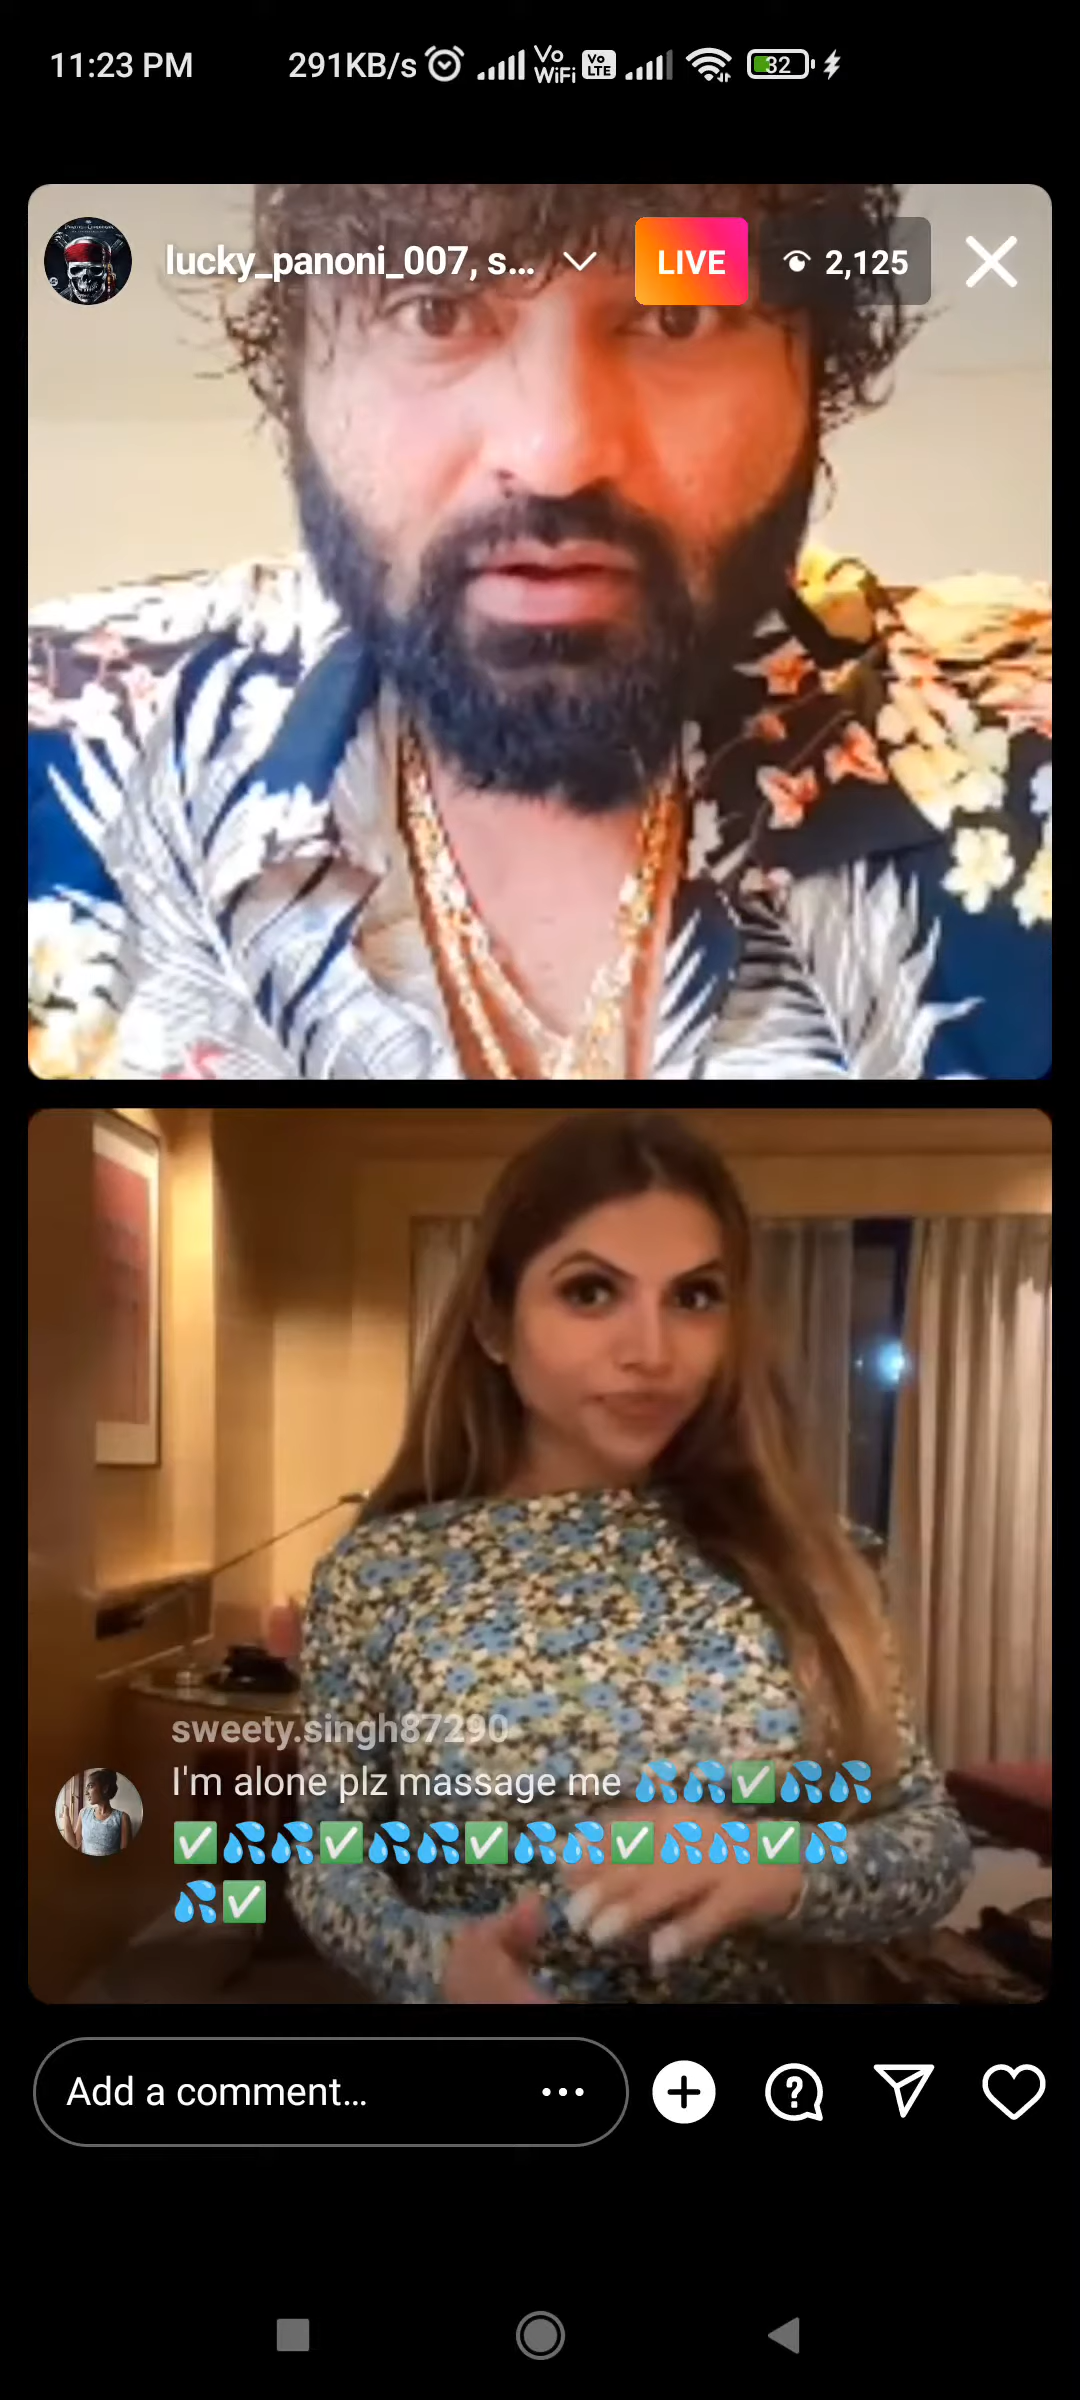 11:23 PM 291KB/s Vo WiFi Vo LTE 32
lucky_panoni_007, s... LIVE 2,125
sweety.singh87290
I'm alone plz massage me 💦💦✅💦💦
✅💦💦✅💦💦✅💦💦✅💦💦✅💦
💦✅
Add a comment...